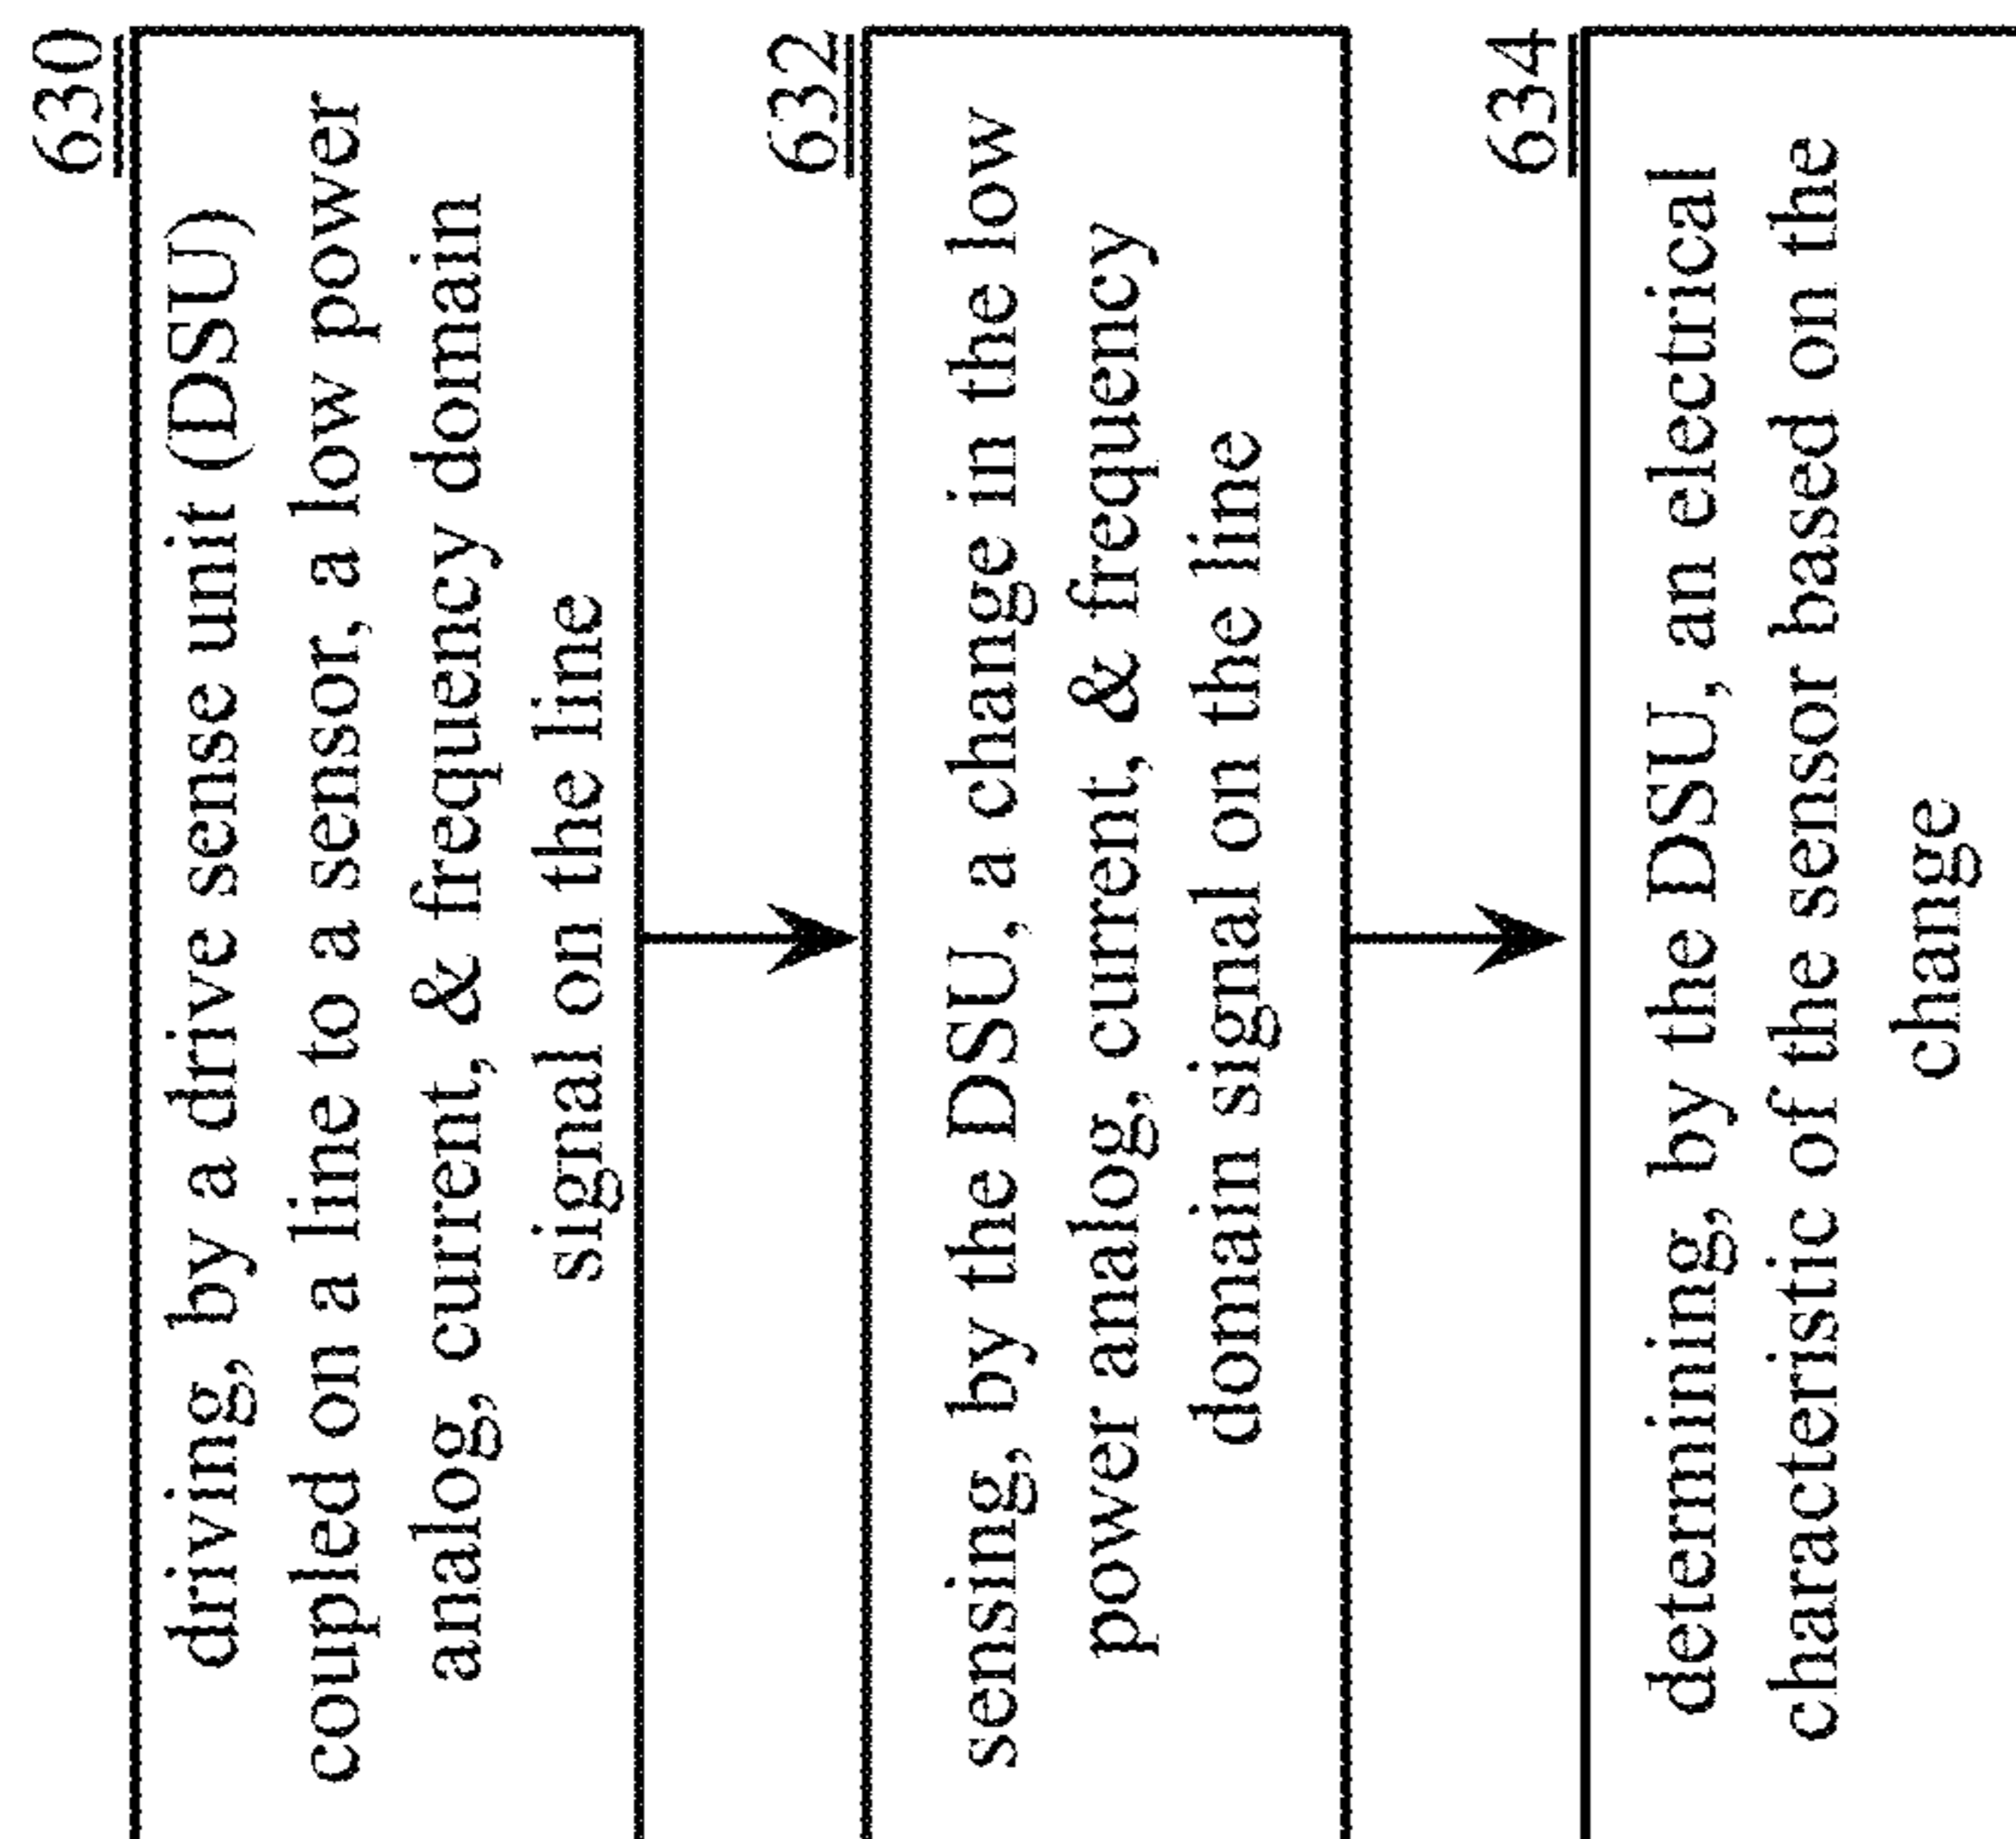 630
driving, by a drive sense unit (DSU)
coupled on a line to a sensor, a low power
analog, current, & frequency domain
signal on the line
632
sensing, by the DSU, a change in the low
power analog, current, & frequency
domain signal on the line
634
determining, by the DSU, an electrical
characteristic of the sensor based on the
change